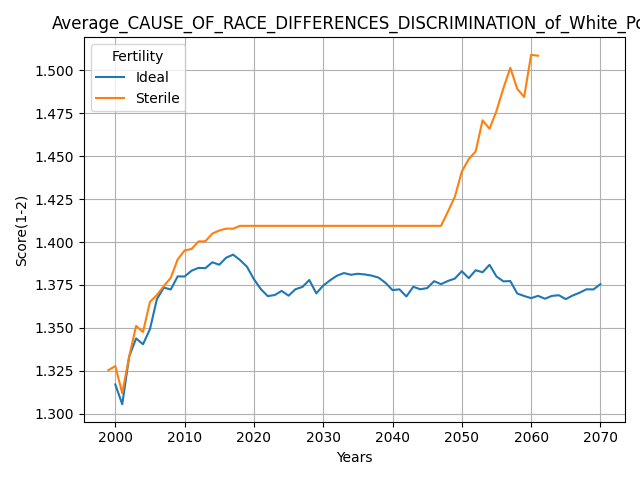 Average_CAUSE_OF_RACE_DIFFERENCES_DISCRIMINATION_of_White_Po
Fertility
Ideal
Sterile
1.500
1.475
1.450
1.425
1.400
1.375
1.350
1.325
1.300
Score(1-2)
2000 2010 2020 2030 2040 2050 2060 2070
Years